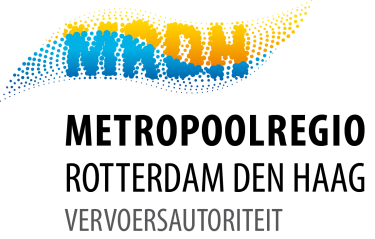 MRDH
METROPOOLREGIO
ROTTERDAM DEN HAAG
VERVOERSAUTORITEIT